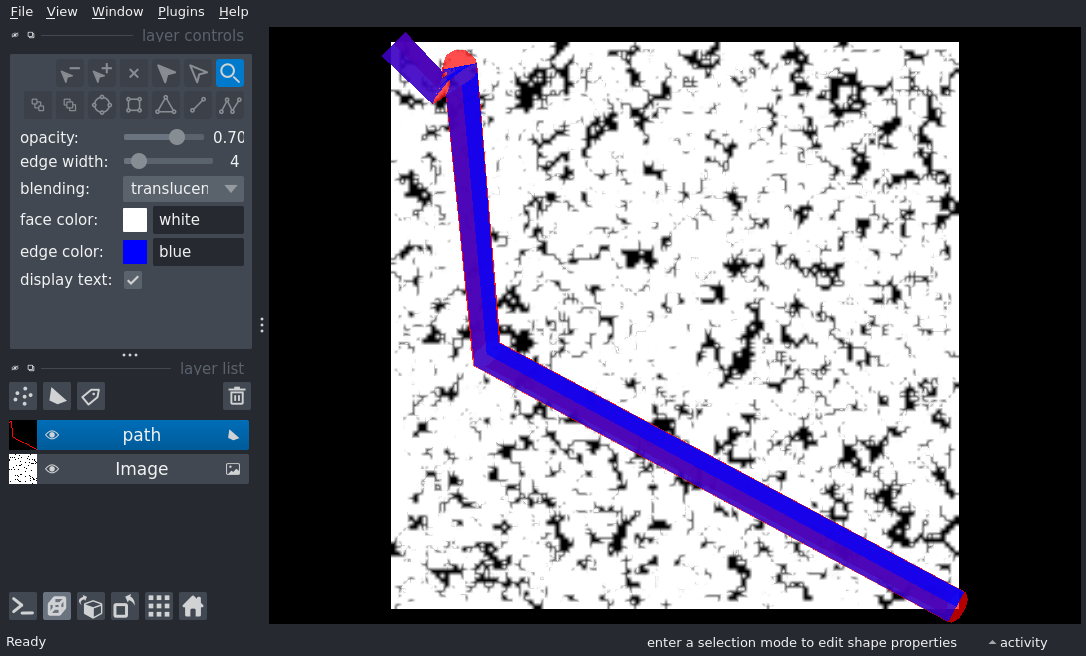 File View Window Plugins Help
layer controls
opacity: 0.70
edge width: 4
blending: translucen
face color: white
edge color: blue
display text:
layer list
path
Image
Ready
enter a selection mode to edit shape properties
activity